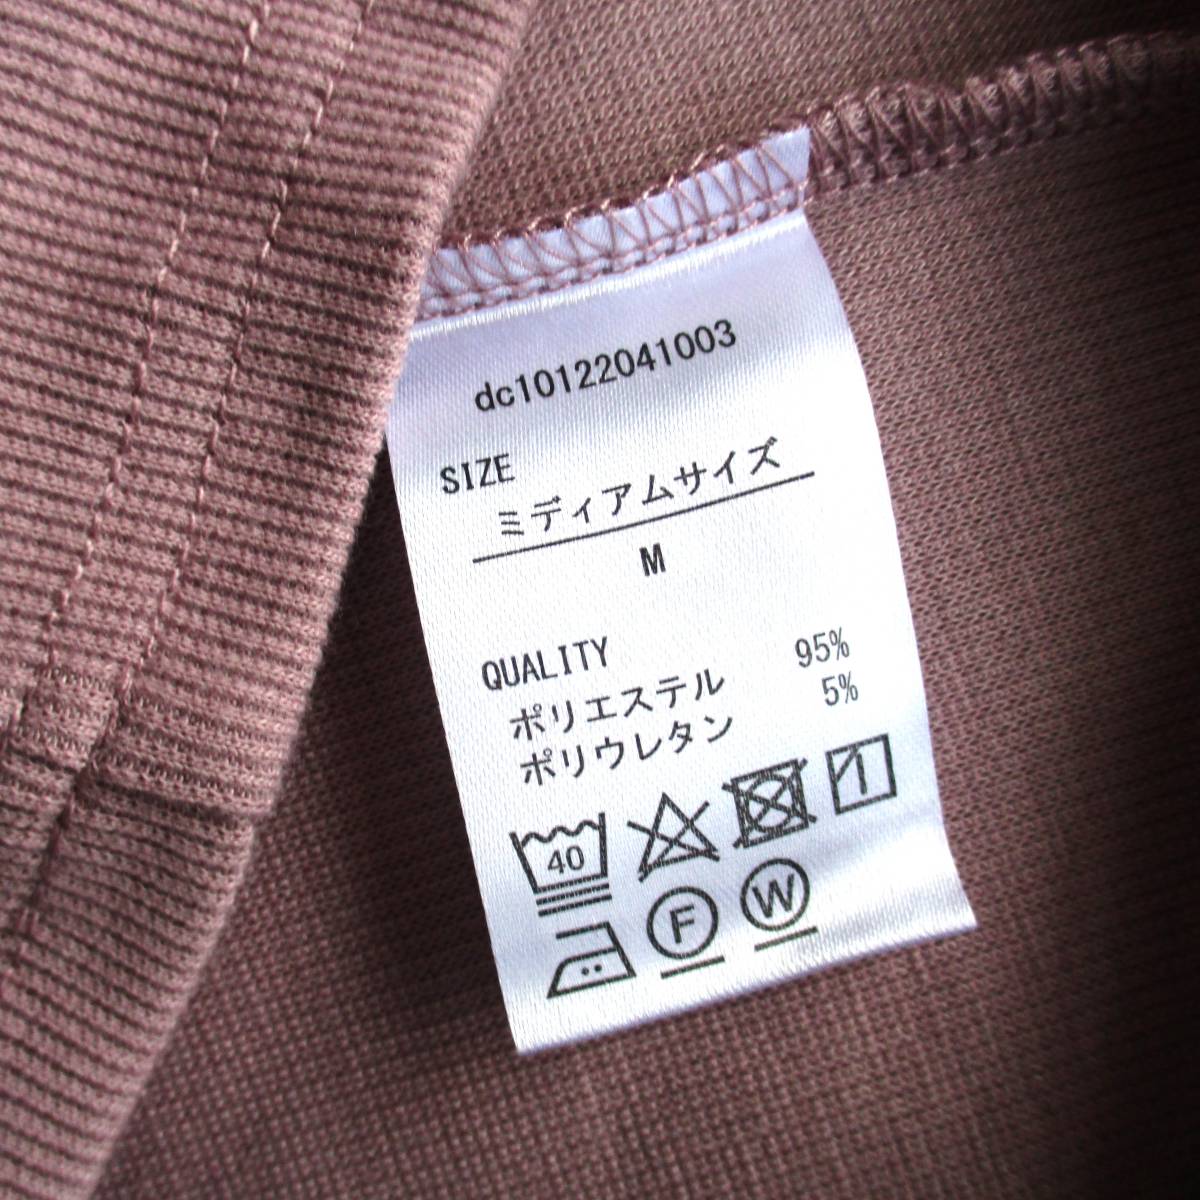 dc10122041003
SIZE
ミディアムサイズ
M
QUALITY
ポリエステル 95%
ポリウレタン 5%
40
F W